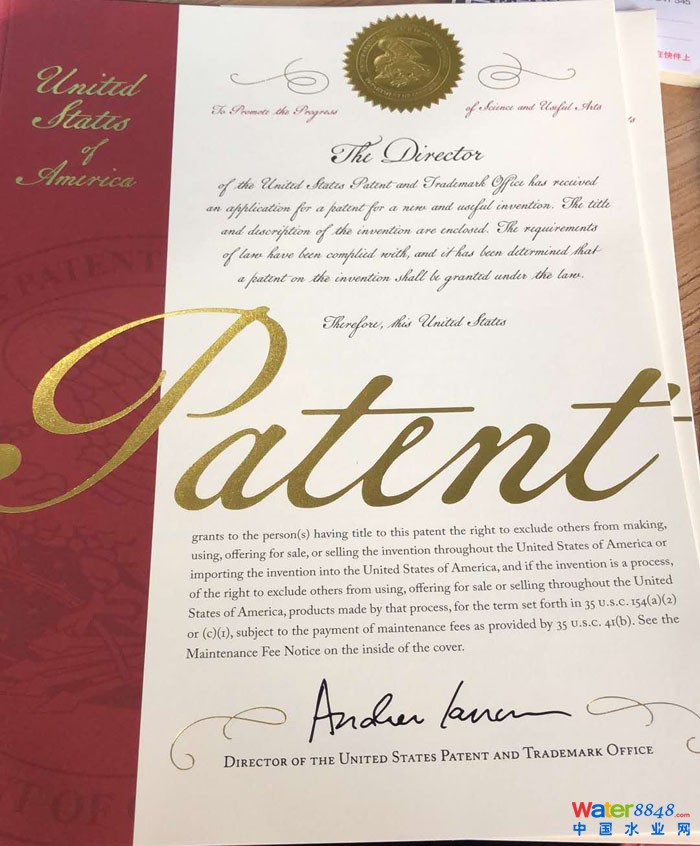 United
States
of
America
To Promote the Progress
of Science and Useful Arts
The Director
of the United States Patent and Trademark Office has received
an application for a patent for a new and useful invention. The title
and description of the invention are enclosed. The requirements
of law have been complied with, and it has been determined that
a patent on the invention shall be granted under the law.
Therefore, this United States
Patent
grants to the person(s) having title to this patent the right to exclude others from making,
using, offering for sale, or selling the invention throughout the United States of America or
importing the invention into the United States of America, and if the invention is a process,
of the right to exclude others from using, offering for sale or selling throughout the United
States of America, products made by that process, for the term set forth in 35 U.S.C. 154(a)(2)
or (c)(1), subject to the payment of maintenance fees as provided by 35 U.S.C. 41(b). See the
Maintenance Fee Notice on the inside of the cover.
DIRECTOR OF THE UNITED STATES PATENT AND TRADEMARK OFFICE
Water8848.com
中国水业网